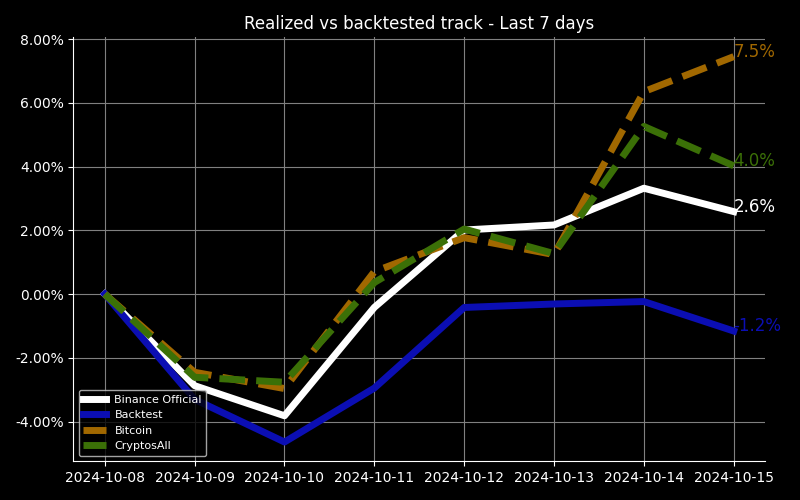 Realized vs backtested track - Last 7 days
8.00%
6.00%
4.00%
2.00%
0.00%
-2.00%
-4.00%
7.5%
4.0%
2.6%
-1.2%
Binance Official
Backtest
Bitcoin
CryptosAll
2024-10-08 2024-10-09 2024-10-10 2024-10-11 2024-10-12 2024-10-13 2024-10-14 2024-10-15